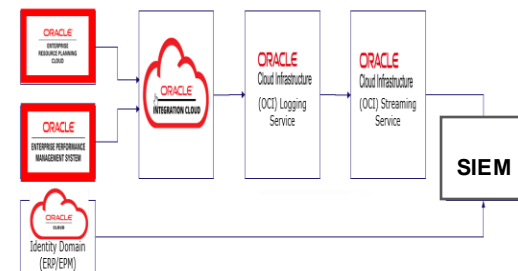 ORACLE
ENTERPRISE
RESOURCE PLANNING
CLOUD
ORACLE
ENTERPRISE PERFORMANCE
MANAGEMENT SYSTEM
ORACLE
INTEGRATION CLOUD
ORACLE
Cloud Infrastructure
(OCI) Logging
Service
ORACLE
Cloud Infrastructure
(OCI) Streaming
Service
SIEM
ORACLE
Identity Domain
(ERP/EPM)